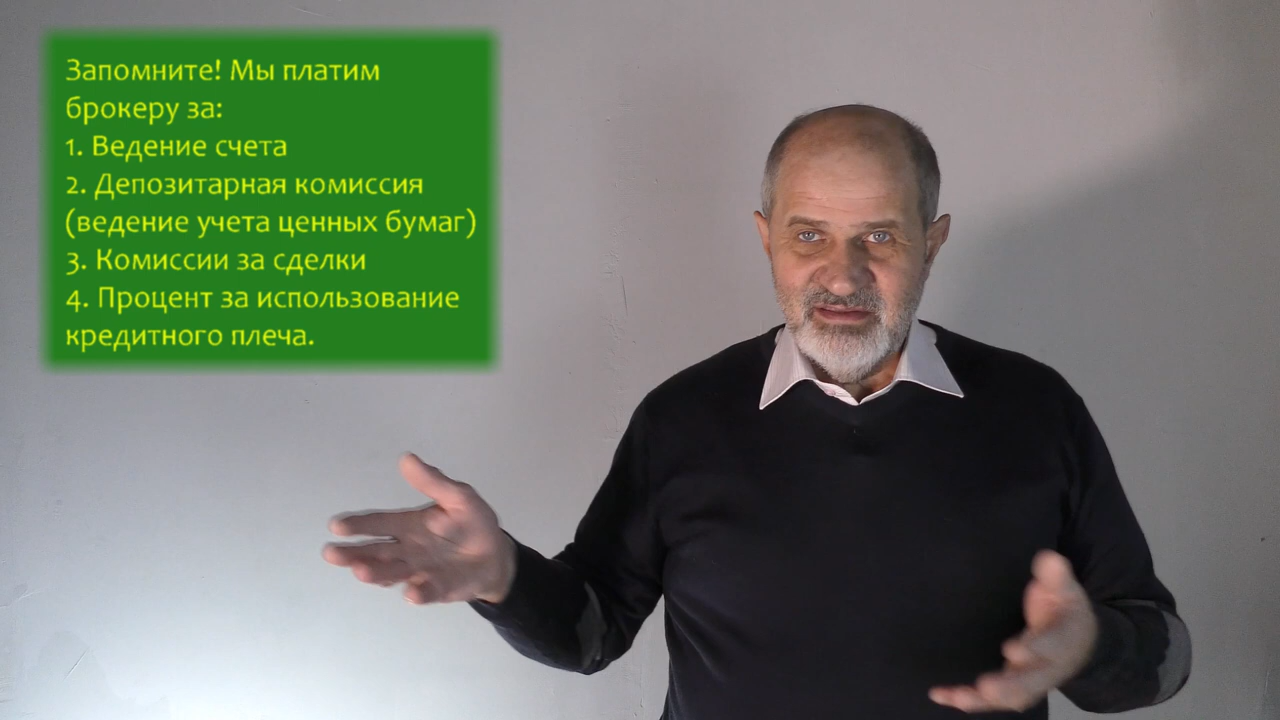 Запомните! Мы платим
брокеру за:
1. Ведение счета
2. Депозитарная комиссия
(ведение учета ценных бумаг)
3. Комиссии за сделки
4. Процент за использование
кредитного плеча.